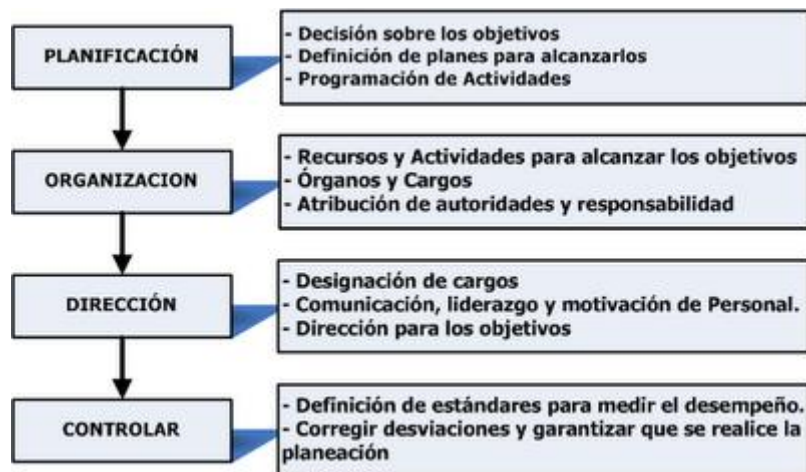 PLANIFICACIÓN
- Decisión sobre los objetivos
- Definición de planes para alcanzarlos
- Programación de Actividades
ORGANIZACION
- Recursos y Actividades para alcanzar los objetivos
- Órganos y Cargos
- Atribución de autoridades y responsabilidad
DIRECCIÓN
- Designación de cargos
- Comunicación, liderazgo y motivación de Personal.
- Dirección para los objetivos
CONTROLAR
- Definición de estándares para medir el desempeño.
- Corregir desviaciones y garantizar que se realice la
planeación